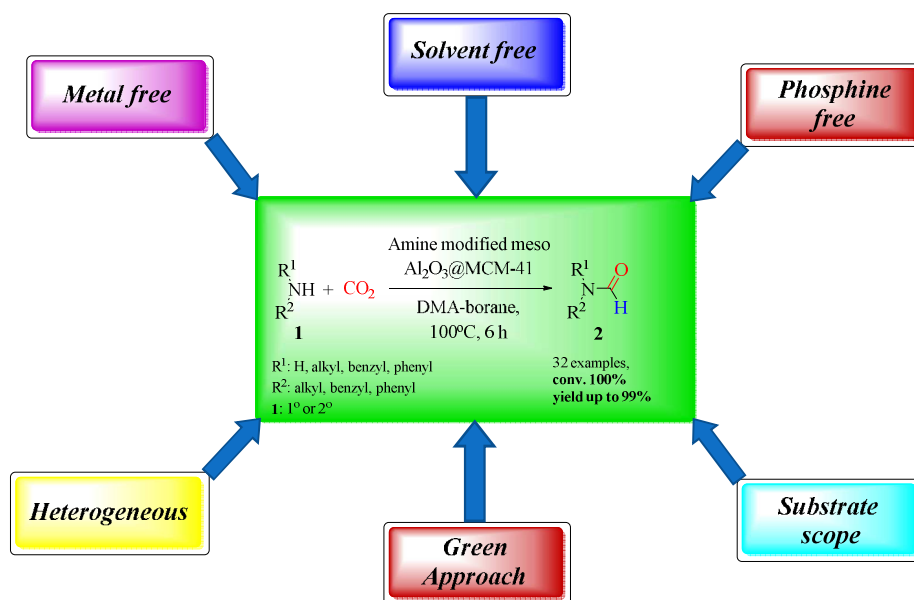 Solvent free
Metal free
Phosphine
free
Amine modified meso
Al₂O₃@MCM-41
R¹
NH + CO₂
R²
1
DMA-borane,
100ºC, 6 h
R¹
O
N
R²
H
2
R¹: H, alkyl, benzyl, phenyl
R²: alkyl, benzyl, phenyl
1: 1º or 2º
32 examples,
conv. 100%
yield up to 99%
Heterogeneous
Green
Approach
Substrate
scope